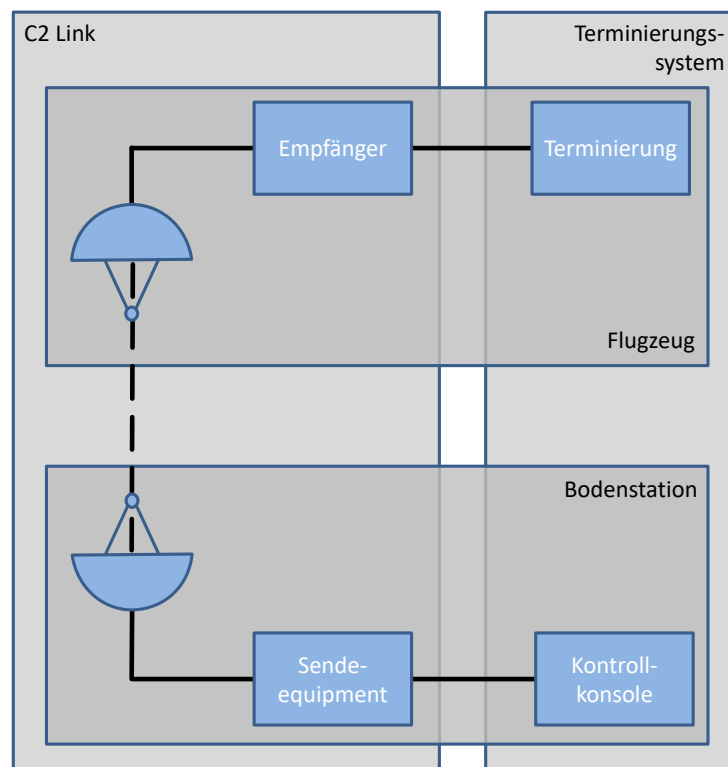 C2 Link
Terminierungs-
system
Empfänger
Terminierung
Flugzeug
Bodenstation
Sende-
equipment
Kontroll-
konsole